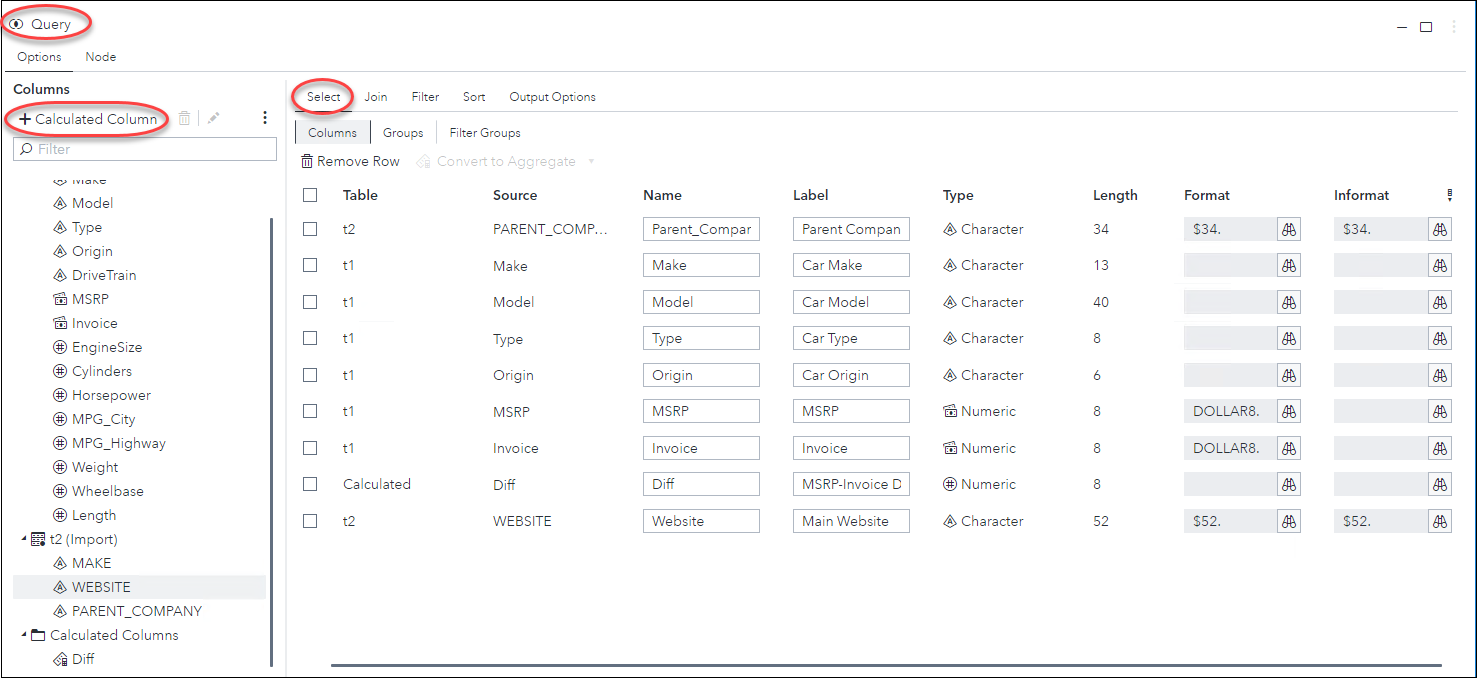 Query
Options Node
Columns
+ Calculated Column
Filter
Make
Model
Type
Origin
DriveTrain
MSRP
Invoice
EngineSize
Cylinders
Horsepower
MPG_City
MPG_Highway
Weight
Wheelbase
Length
t2 (Import)
MAKE
WEBSITE
PARENT_COMPANY
Calculated Columns
Diff
Select Join Filter Sort Output Options
Columns Groups Filter Groups
Remove Row Convert to Aggregate
Table Source Name Label Type Length Format Informat
t2 PARENT_COMP... Parent_Compar Parent Compan Character 34 $34. $34.
t1 Make Make Car Make Character 13
t1 Model Model Car Model Character 40
t1 Type Type Car Type Character 8
t1 Origin Origin Car Origin Character 6
t1 MSRP MSRP MSRP Numeric 8 DOLLAR8.
t1 Invoice Invoice Invoice Numeric 8 DOLLAR8.
Calculated Diff Diff MSRP-Invoice D Numeric 8
t2 WEBSITE Website Main Website Character 52 $52. $52.